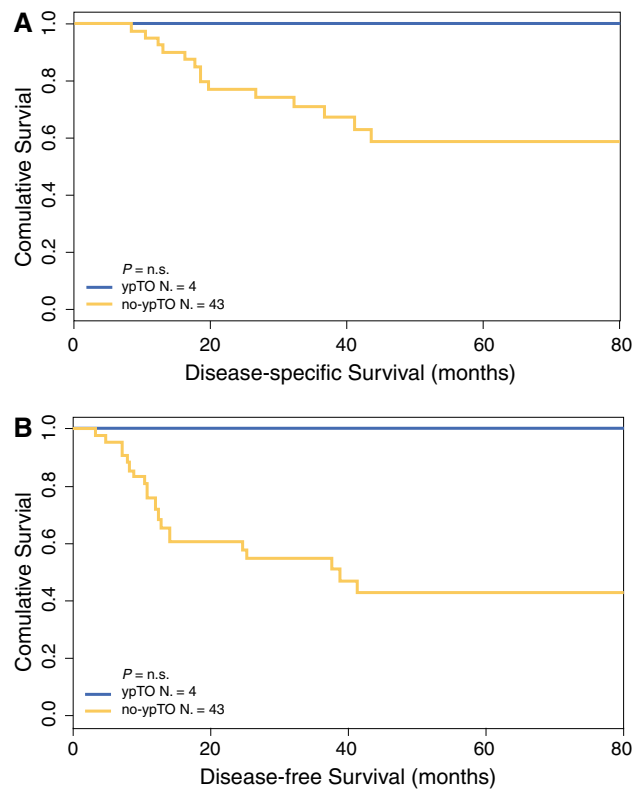 A
Comulative Survial
1.0
0.8
0.6
0.4
0.2
0.0
P = n.s.
ypTO N. = 4
no-ypTO N. = 43
0 20 40 60 80
Disease-specific Survival (months)
B
Comulative Survial
1.0
0.8
0.6
0.4
0.2
0.0
P = n.s.
ypTO N. = 4
no-ypTO N. = 43
0 20 40 60 80
Disease-free Survival (months)